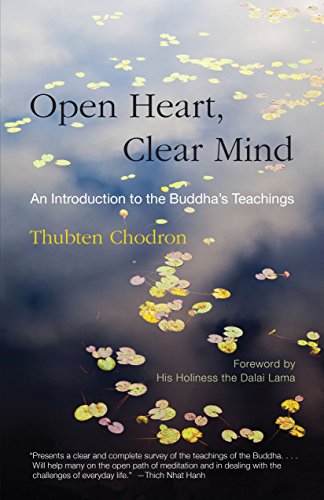 Open Heart,
Clear Mind
An Introduction to the Buddha's Teachings
Thubten Chodron
Foreword by
His Holiness the Dalai Lama
"Presents a clear and complete survey of the teachings of the Buddha. . . .
Will help many on the open path of meditation and in dealing with the
challenges of everyday life." —Thich Nhat Hanh